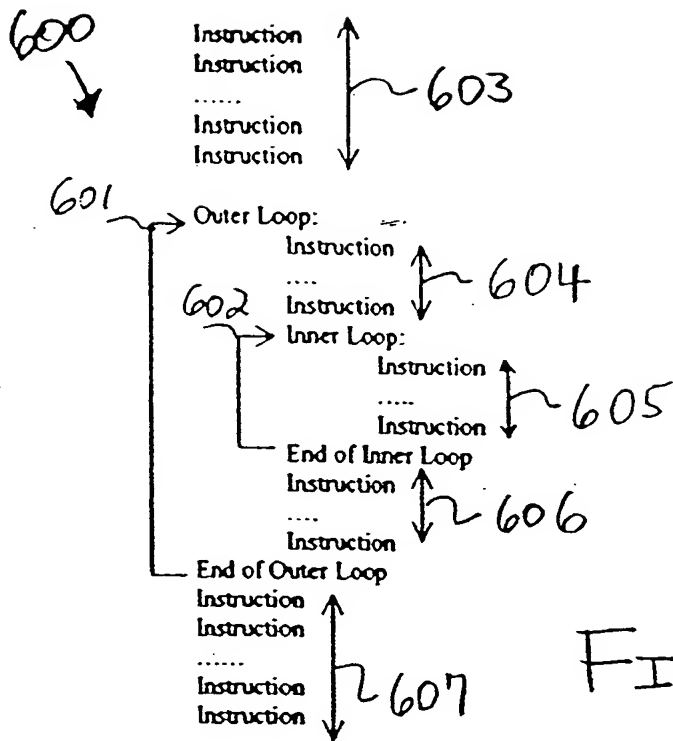 600
Instruction
Instruction
......
Instruction
Instruction
603
601
Outer Loop:
Instruction
....
Instruction
604
602
Inner Loop:
Instruction
.....
Instruction
605
End of Inner Loop
Instruction
....
Instruction
606
End of Outer Loop
Instruction
Instruction
......
Instruction
Instruction
607
FI